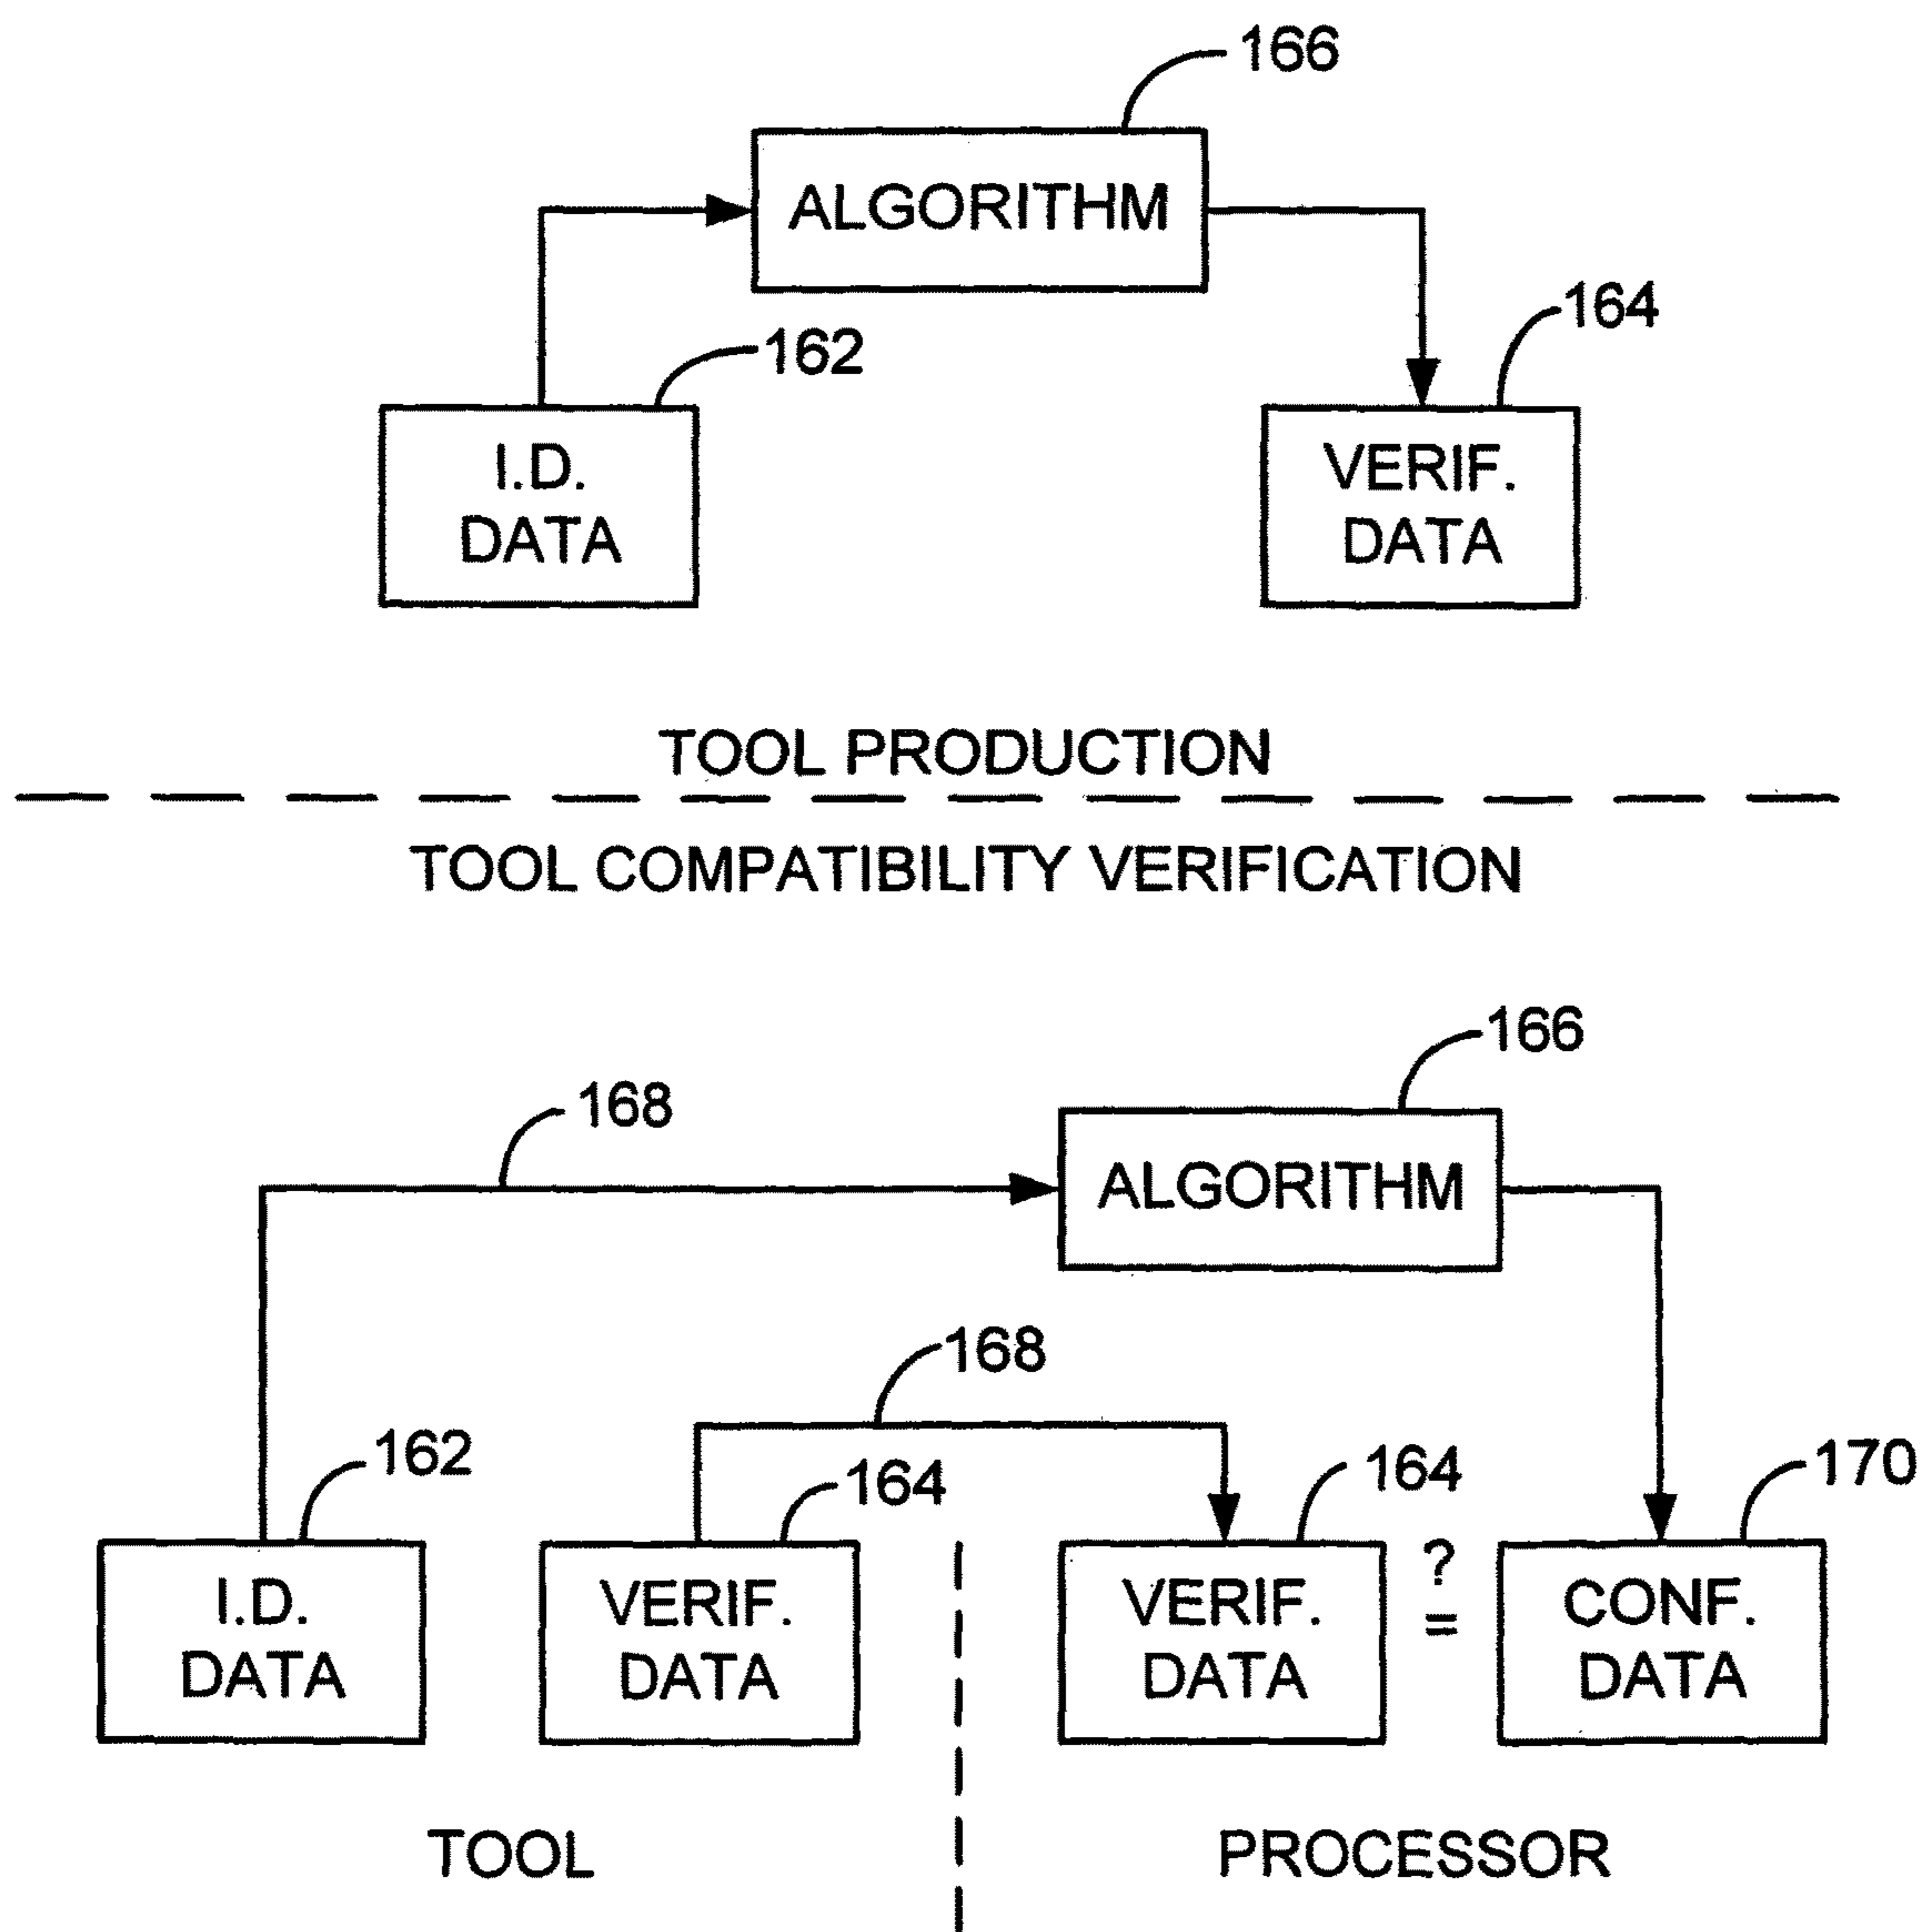 166
ALGORITHM
164
162
I.D.
DATA
VERIF.
DATA
TOOL PRODUCTION
TOOL COMPATIBILITY VERIFICATION
166
168
ALGORITHM
168
162
164
164
170
I.D.
DATA
VERIF.
DATA
VERIF.
DATA
?
=
CONF.
DATA
TOOL
PROCESSOR